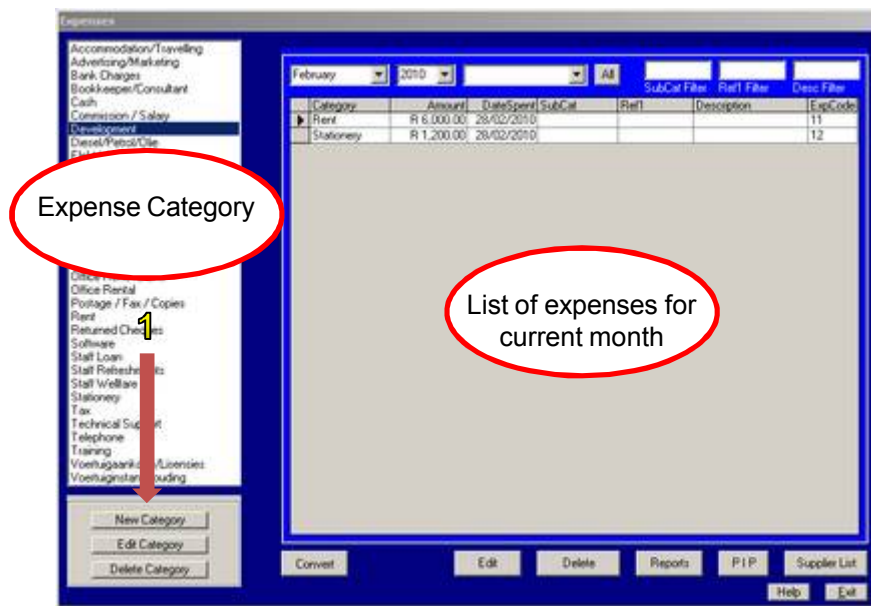 Expenses
Accommodation/Travelling
Advertising/Marketing
Bank Charges
Bookkeeper/Consultant
Cash
Commission / Salary
Development
Diesel/Petrol/Olie
Expense Category
Office Rental
Postage / Fax / Copies
Rent
Returned Cheques
1
Software
Staff Loan
Staff Refreshments
Staff Wellfare
Stationery
Tax
Technical Support
Telephone
Training
Voertuiginstandhouding
New Category
Edit Category
Delete Category
February 2010 All
SubCat Filter Ref1 Filter Desc Filter
Category Amount DateSpent SubCat Ref1 Description ExpCode
Rent R 6,000.00 28/02/2010 11
Stationery R 1,200.00 28/02/2010 12
List of expenses for
current month
Convert Edit Delete Reports P I P Supplier List
Help Exit